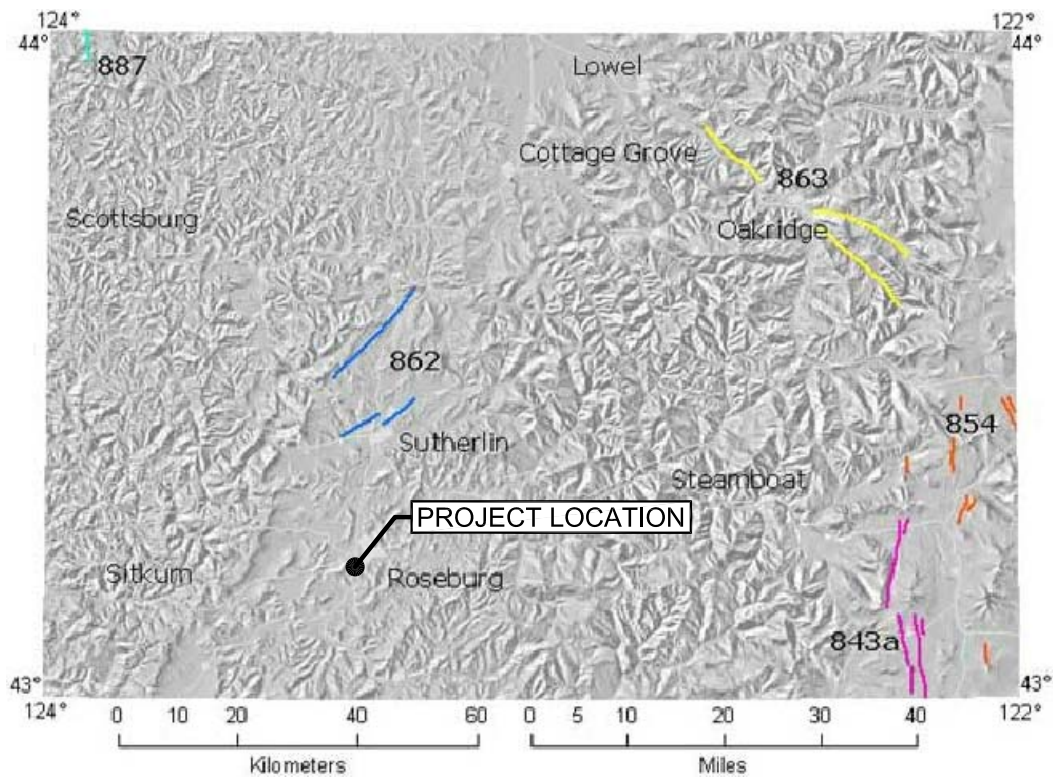 124°
122°
44°
44°
887
Lowel
Cottage Grove
863
Scottsburg
Oakridge
862
854
Sutherlin
Steamboat
PROJECT LOCATION
Sitkum
Roseburg
843a
43°
43°
124°
122°
0 10 20 40 60
0 5 10 20 30 40
Kilometers
Miles